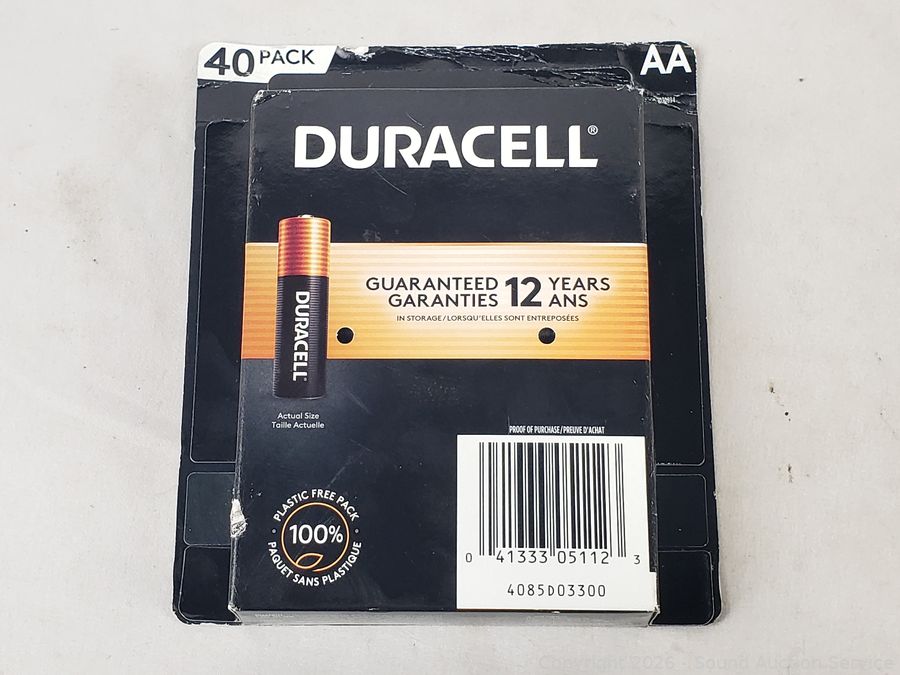 40 PACK
AA
DURACELL®
GUARANTEED 12 YEARS
GARANTIES ANS
IN STORAGE/LORSQU'ELLES SONT ENTREPOSÉES
DURACELL
Actual Size
Taille Actuelle
PROOF OF PURCHASE/PREUVE D'ACHAT
PLASTIC FREE PACK
100%
PAQUET SANS PLASTIQUE
0 41333 05112 3
4085D03300
Copyright 2026 - Sound Auction Service